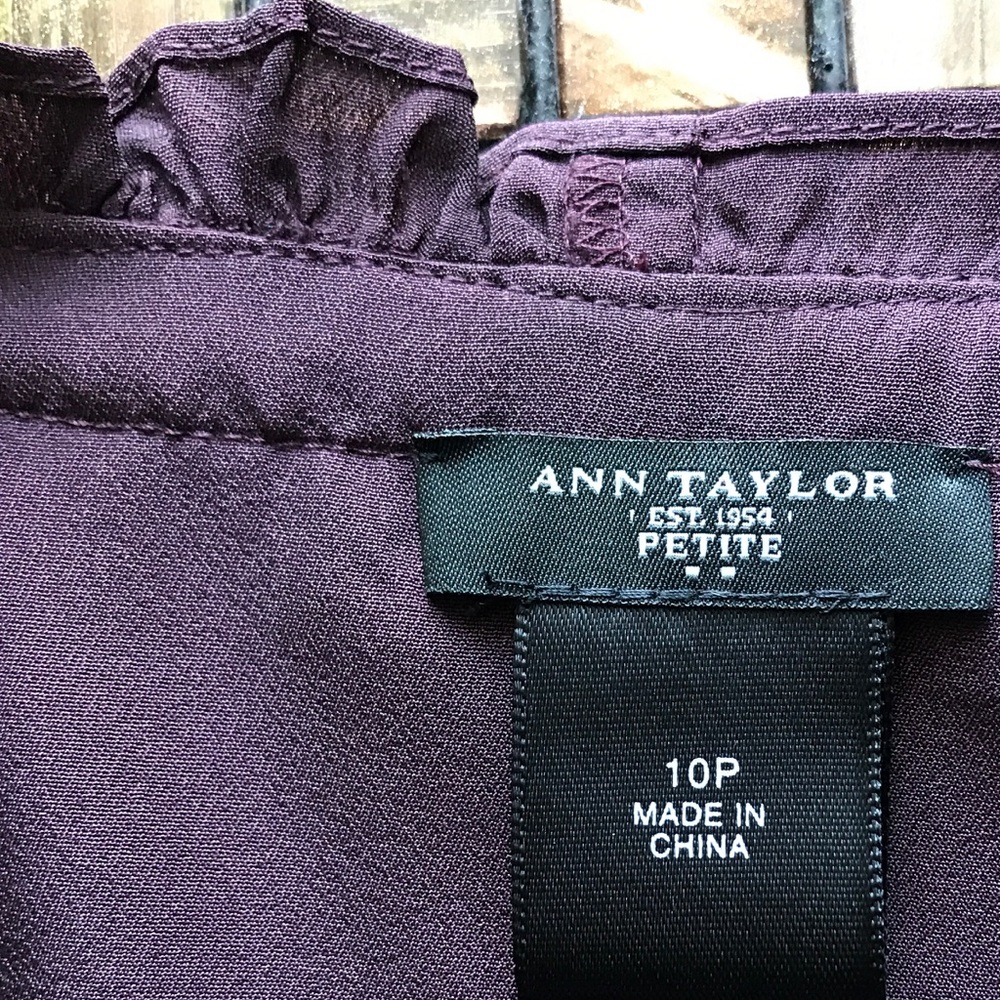 ANN TAYLOR
EST. 1954
PETITE
10P
MADE IN
CHINA